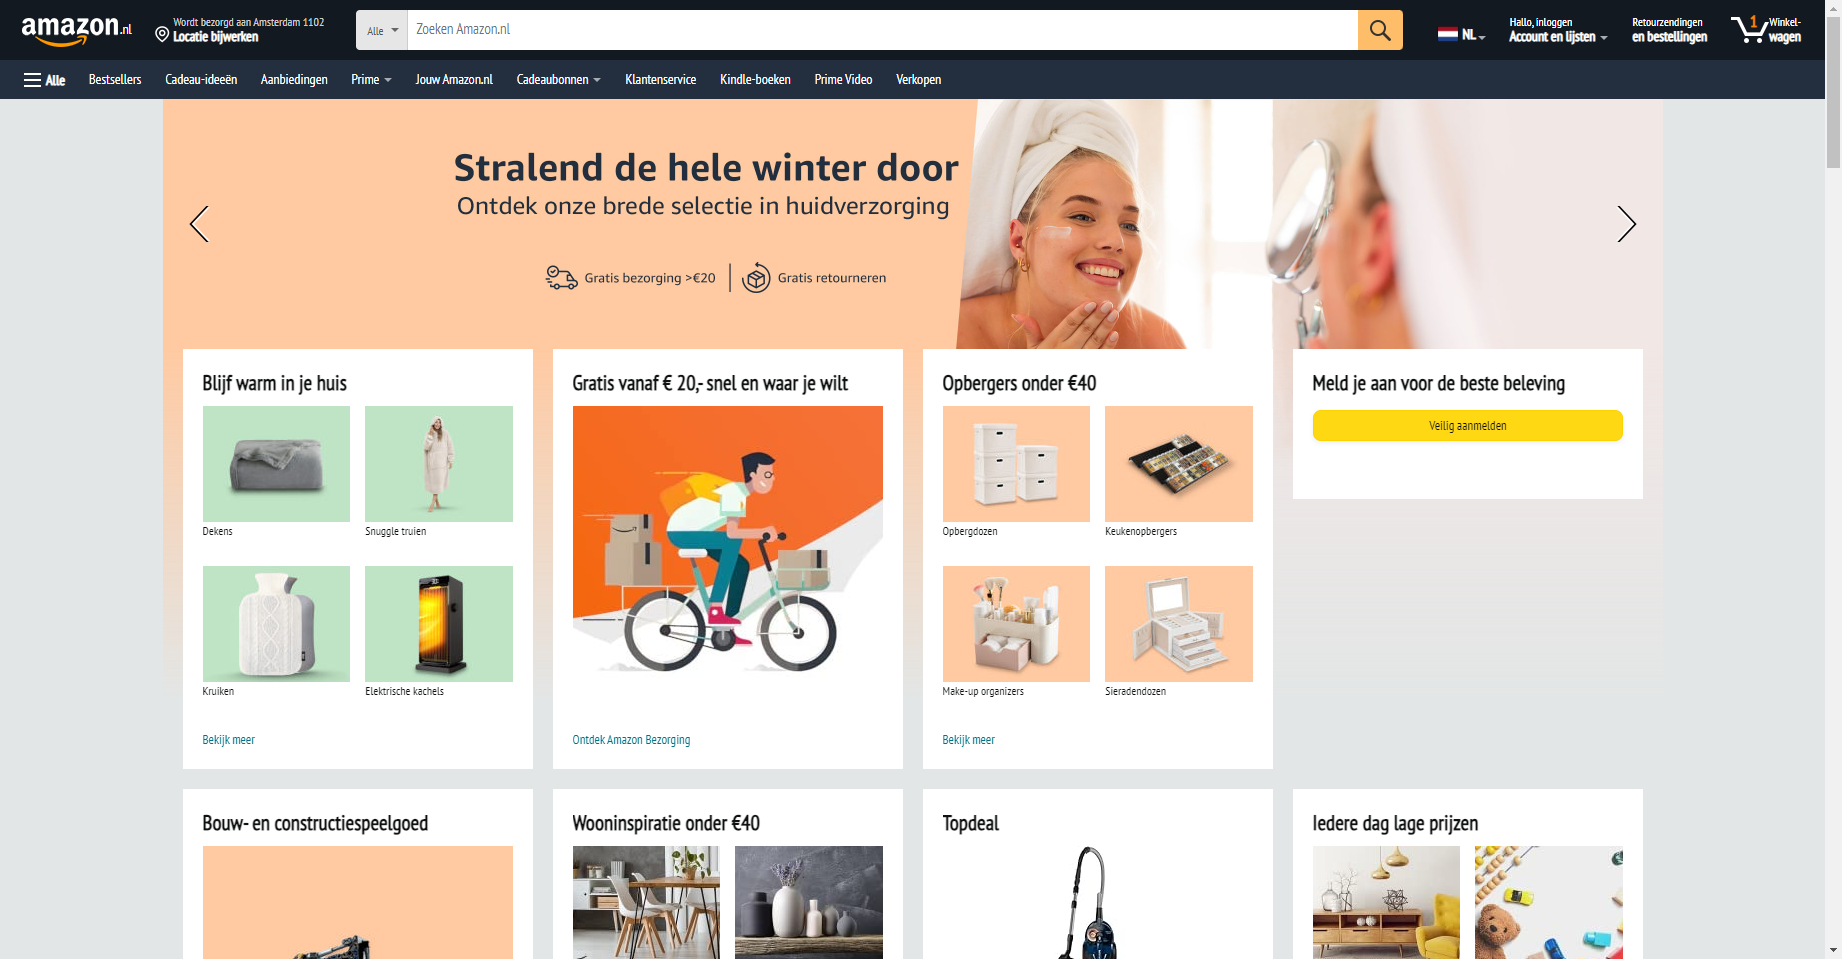 amazon.nl
Wordt bezorgd aan Amsterdam 1102
Locatie bijwerken
Alle
Zoeken Amazon.nl
NL
Hallo, inloggen
Account en lijsten
Retourzendingen
en bestellingen
1
Winkel-
wagen
Alle
Bestsellers
Cadeau-ideeën
Aanbiedingen
Prime
Jouw Amazon.nl
Cadeaubonnen
Klantenservice
Kindle-boeken
Prime Video
Verkopen
Stralend de hele winter door
Ontdek onze brede selectie in huidverzorging
Gratis bezorging >€20
Gratis retourneren
Blijf warm in je huis
Dekens
Snuggle truien
Kruiken
Elektrische kachels
Bekijk meer
Gratis vanaf € 20,- snel en waar je wilt
Ontdek Amazon Bezorging
Opbergers onder €40
Opbergdozen
Keukenopbergers
Make-up organizers
Sieradendozen
Bekijk meer
Meld je aan voor de beste beleving
Veilig aanmelden
Bouw- en constructiespeelgoed
Wooninspiratie onder €40
Topdeal
Iedere dag lage prijzen